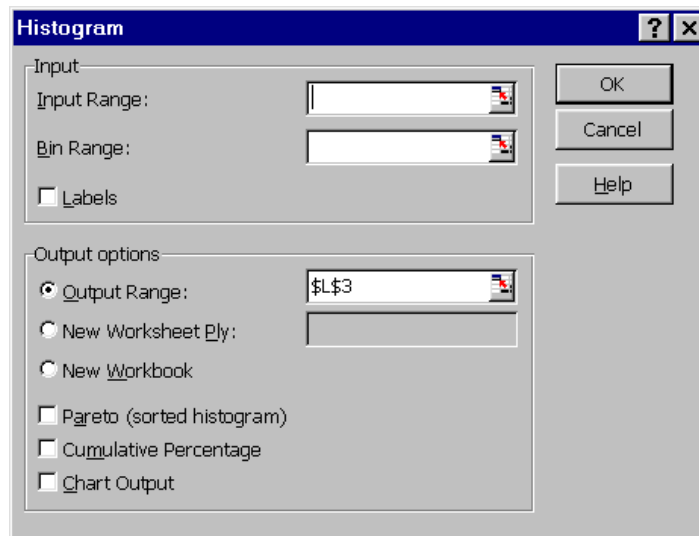 Histogram
Input
Input Range:
Bin Range:
Labels
OK
Cancel
Help
Output options
Output Range:
$L$3
New Worksheet Ply:
New Workbook
Pareto (sorted histogram)
Cumulative Percentage
Chart Output